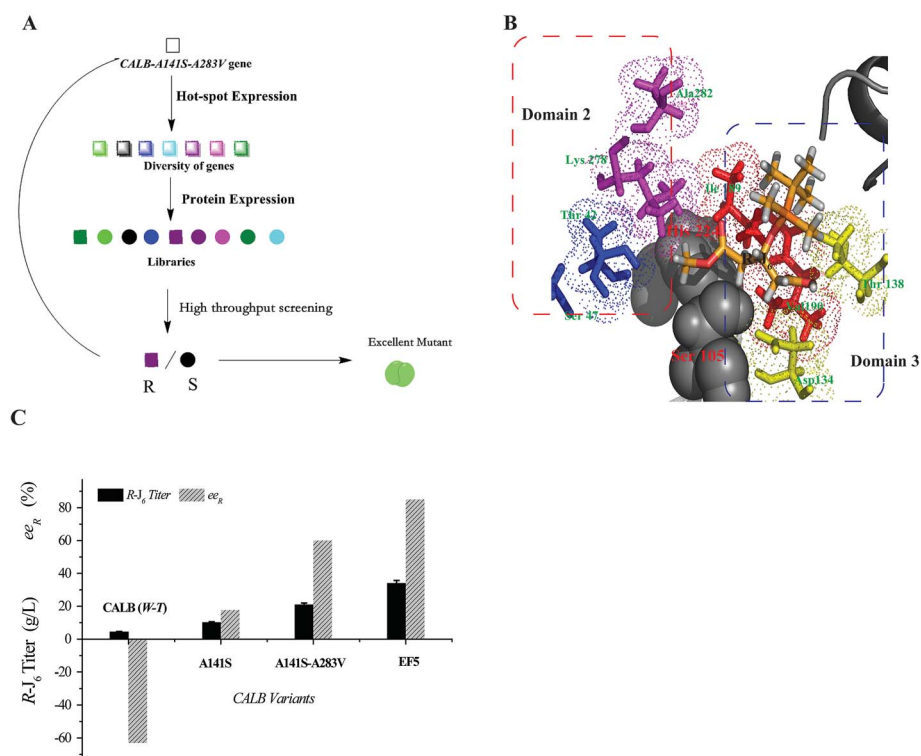 A
CALB-A141S-A283V gene
Hot-spot Expression
Diversity of genes
Protein Expression
Libraries
High throughput screening
R / S
Excellent Mutant
B
Domain 2
Ala282
Lys 278
Thr 42
Ser 47
Thr 138
Ser 105
Asp134
Domain 3
C
ee_R (%)
R-J₆ Titer (g/L)
R-J₆ Titer
ee_R
80
60
40
20
0
-20
-40
-60
CALB (W-T)
A141S
A141S-A283V
EF5
CALB Variants